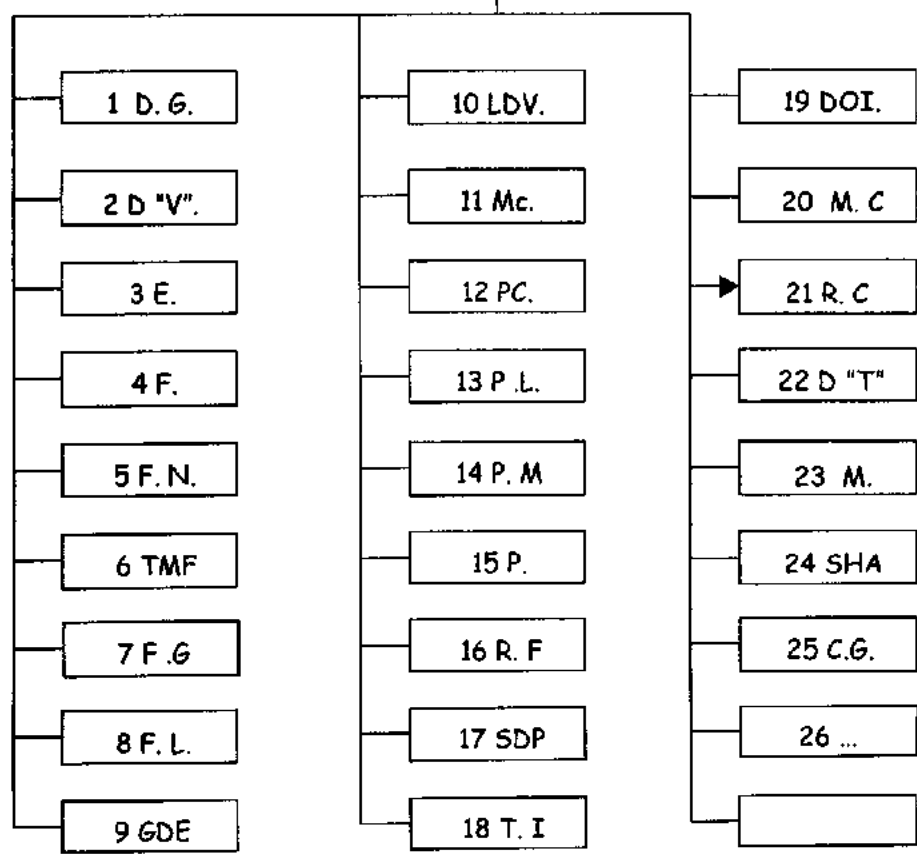 1 D. G.
2 D "V".
3 E.
4 F.
5 F. N.
6 TMF
7 F .G
8 F. L.
9 GDE
10 LDV.
11 Mc.
12 PC.
13 P .L.
14 P. M
15 P.
16 R. F
17 SDP
18 T. I
19 DOI.
20 M. C
21 R. C
22 D "T"
23 M.
24 SHA
25 C.G.
26 ...